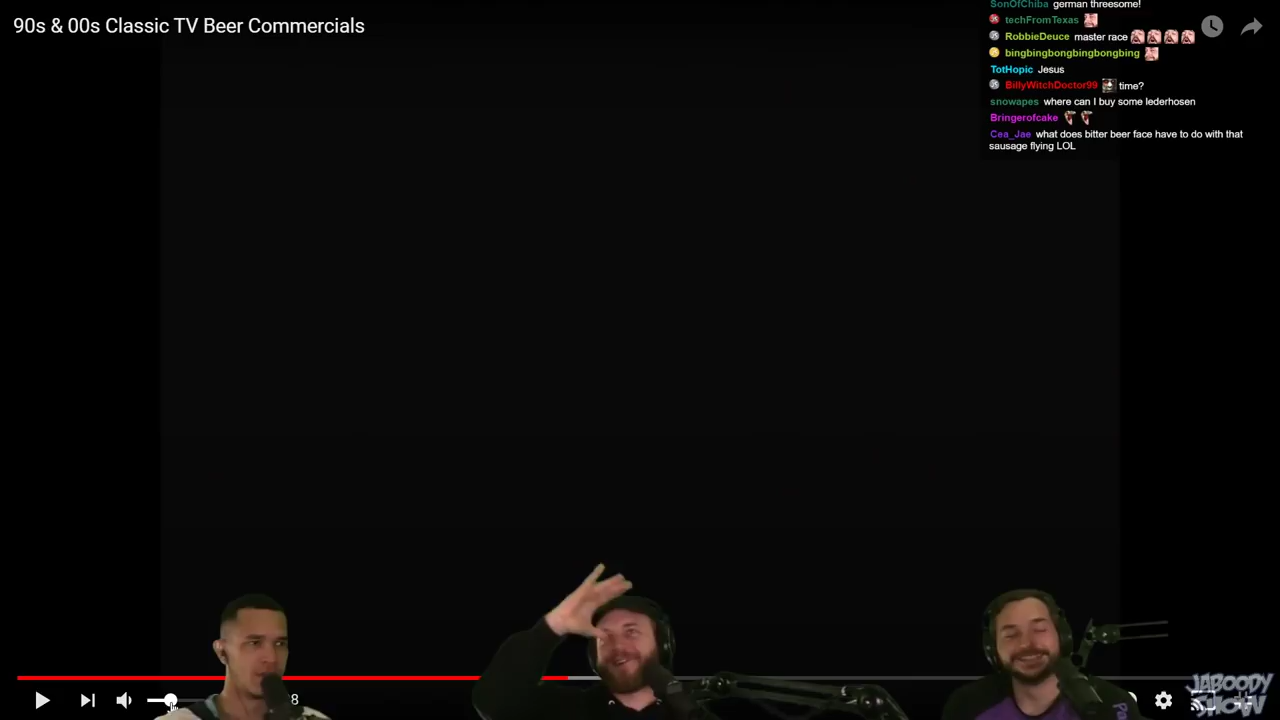 90s & 00s Classic TV Beer Commercials
SonOfChiba german threesome!
techFromTexas
RobbieDeuce master race
bingbingbongbingbongbing
TotHopic Jesus
BillyWitchDoctor99 time?
snowapes where can I buy some lederhosen
Bringerofcake
Cea_Jae what does bitter beer face have to do with that
sausage flying LOL
8
JABOODY
SHOW